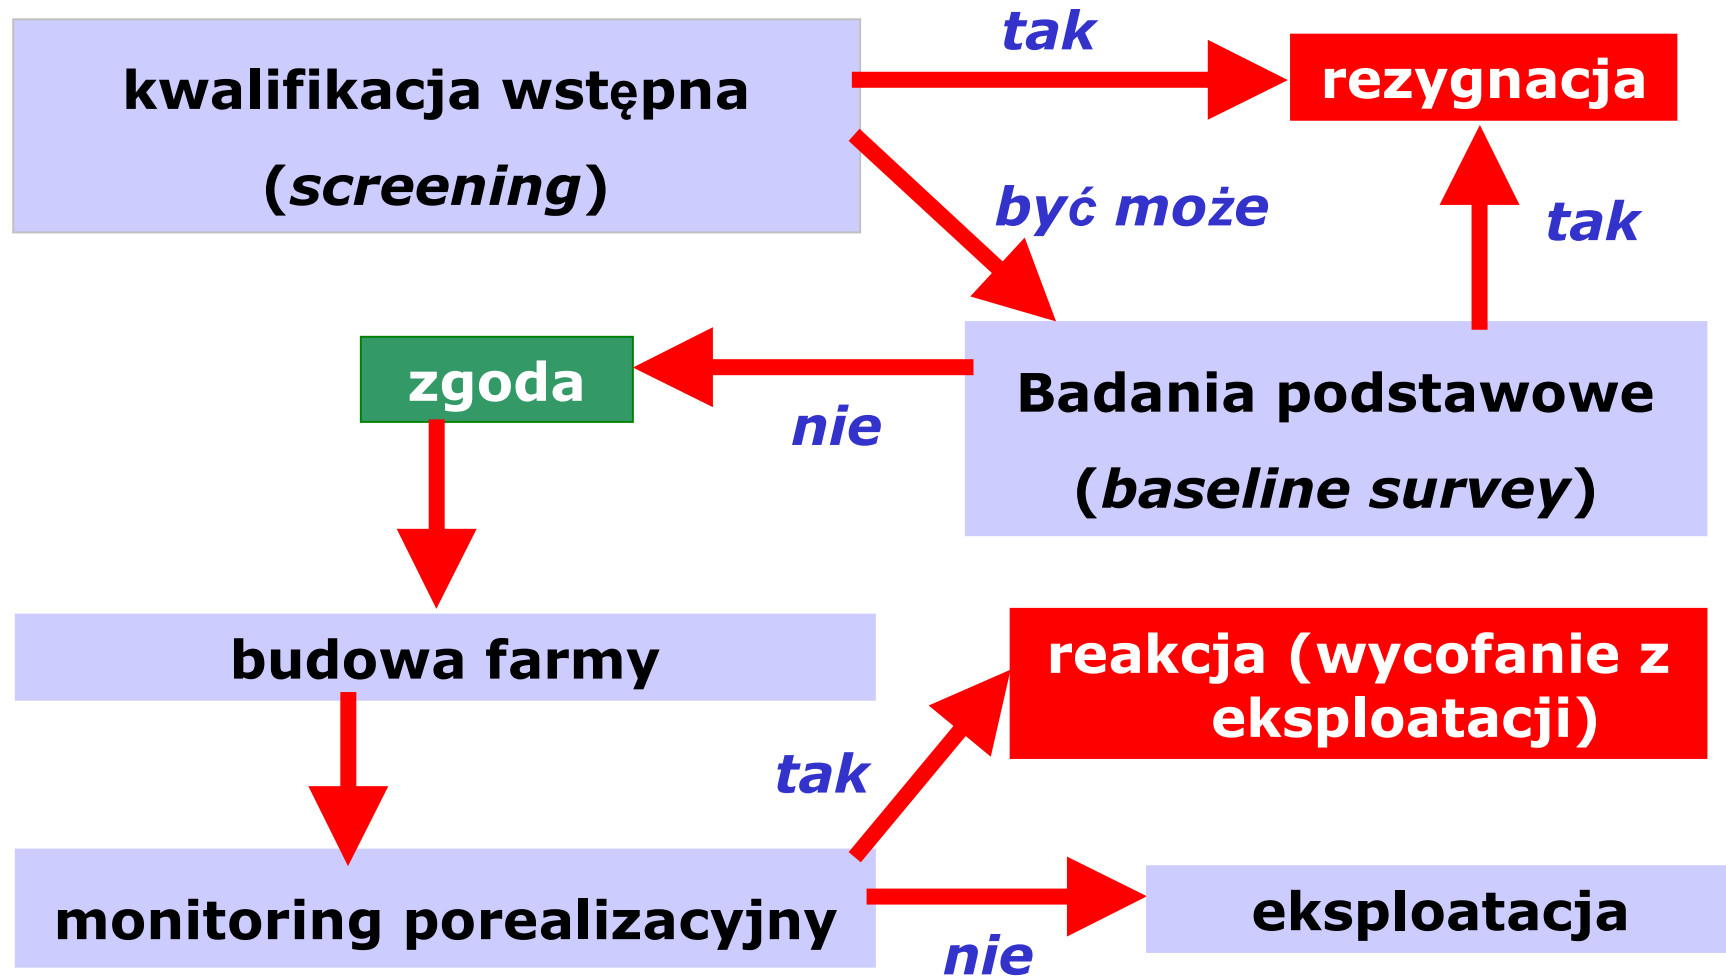 kwalifikacja wstępna
(screening)
tak
rezygnacja
być może
tak
zgoda
nie
Badania podstawowe
(baseline survey)
budowa farmy
reakcja (wycofanie z
eksploatacji)
tak
monitoring porealizacyjny
nie
eksploatacja